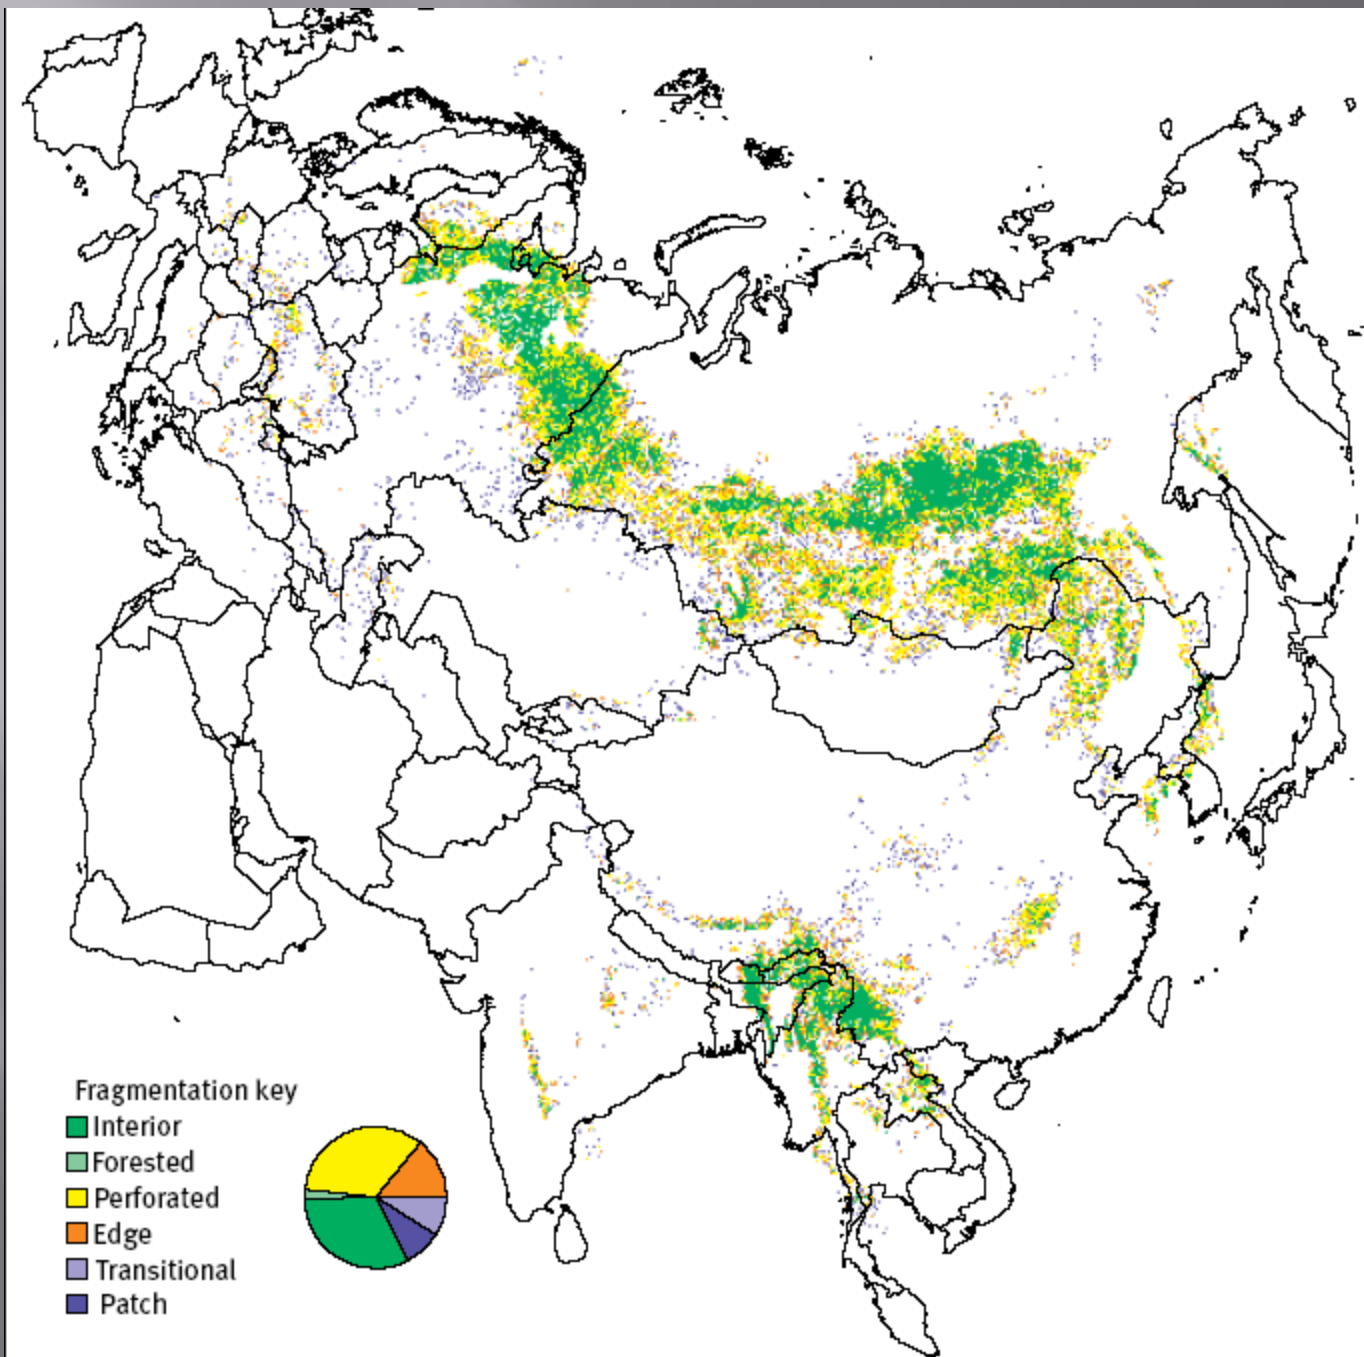 Fragmentation key
Interior
Forested
Perforated
Edge
Transitional
Patch